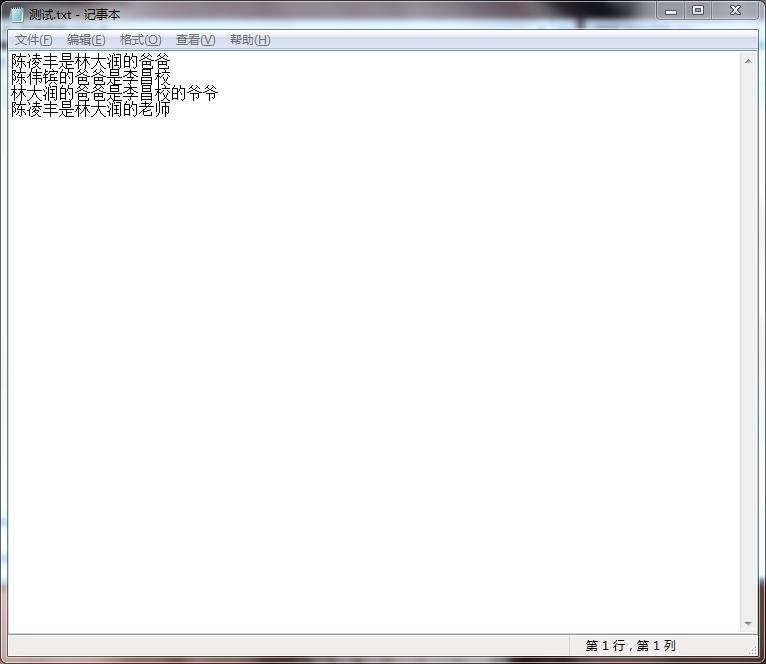 测试.txt - 记事本
文件(F) 编辑(E) 格式(O) 查看(V) 帮助(H)
陈凌丰是林大润的爸爸
陈伟镔的爸爸是李昌校
林大润的爸爸是李昌校的爷爷
陈凌丰是林大润的老师
第 1 行，第 1 列